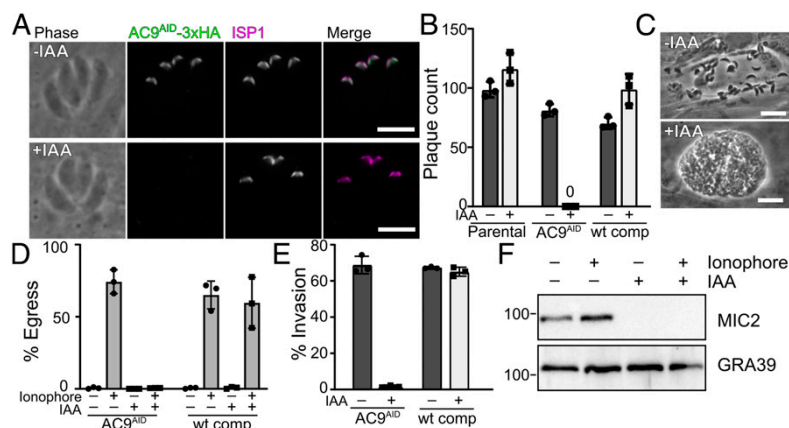 A Phase AC9AID-3xHA ISP1 Merge
-IAA
+IAA
B
Plaque count
150
100
50
0
0
IAA – + – + – +
Parental AC9AID wt comp
C
-IAA
+IAA
D
% Egress
100
50
0
Ionophore – + – + – + – +
IAA – – + + – – + +
AC9AID wt comp
E
% Invasion
80
60
40
20
0
IAA – + – +
AC9AID wt comp
F
– + – + Ionophore
– – + + IAA
100- MIC2
100- GRA39